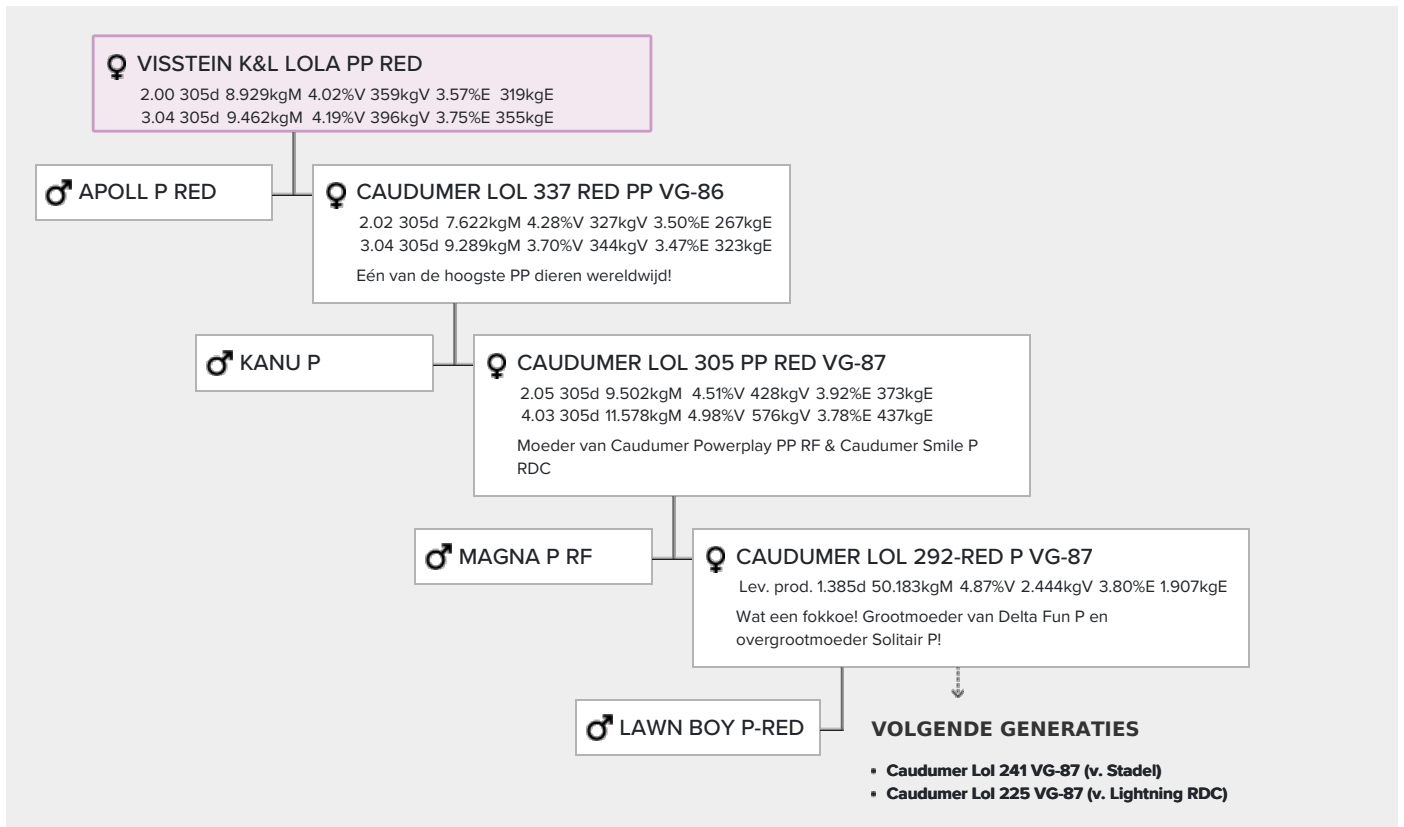 VISSTEIN K&L LOLA PP RED
2.00 305d 8.929kgM 4.02%V 359kgV 3.57%E 319kgE
3.04 305d 9.462kgM 4.19%V 396kgV 3.75%E 355kgE
APOLL P RED
CAUDUMER LOL 337 RED PP VG-86
2.02 305d 7.622kgM 4.28%V 327kgV 3.50%E 267kgE
3.04 305d 9.289kgM 3.70%V 344kgV 3.47%E 323kgE
Eén van de hoogste PP dieren wereldwijd!
KANU P
CAUDUMER LOL 305 PP RED VG-87
2.05 305d 9.502kgM 4.51%V 428kgV 3.92%E 373kgE
4.03 305d 11.578kgM 4.98%V 576kgV 3.78%E 437kgE
Moeder van Caudumer Powerplay PP RF & Caudumer Smile P
RDC
MAGNA P RF
CAUDUMER LOL 292-RED P VG-87
Lev. prod. 1.385d 50.183kgM 4.87%V 2.444kgV 3.80%E 1.907kgE
Wat een fokkoe! Grootmoeder van Delta Fun P en
overgrootmoeder Solitair P!
LAWN BOY P-RED
VOLGENDE GENERATIES
• Caudumer Lol 241 VG-87 (v. Stadel)
• Caudumer Lol 225 VG-87 (v. Lightning RDC)